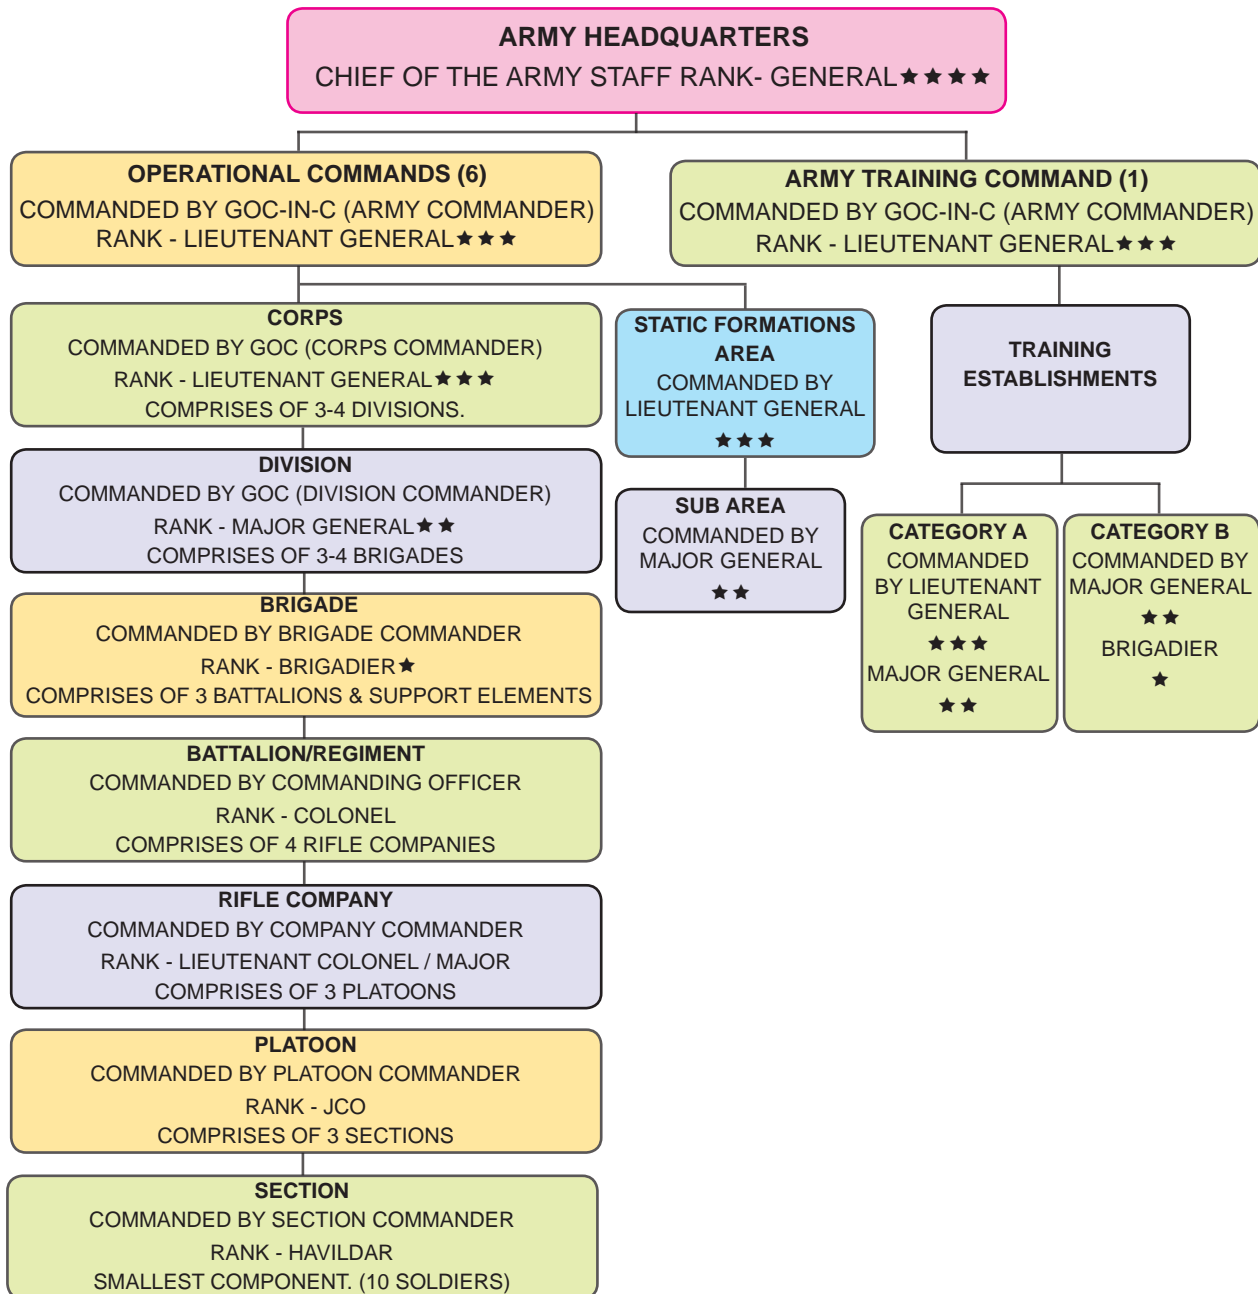 ARMY HEADQUARTERS
CHIEF OF THE ARMY STAFF RANK- GENERAL★★★★
OPERATIONAL COMMANDS (6)
COMMANDED BY GOC-IN-C (ARMY COMMANDER)
RANK - LIEUTENANT GENERAL★★★
ARMY TRAINING COMMAND (1)
COMMANDED BY GOC-IN-C (ARMY COMMANDER)
RANK - LIEUTENANT GENERAL★★★
CORPS
COMMANDED BY GOC (CORPS COMMANDER)
RANK - LIEUTENANT GENERAL★★★
COMPRISES OF 3-4 DIVISIONS.
STATIC FORMATIONS
AREA
COMMANDED BY
LIEUTENANT GENERAL
★★★
TRAINING
ESTABLISHMENTS
DIVISION
COMMANDED BY GOC (DIVISION COMMANDER)
RANK - MAJOR GENERAL★★
COMPRISES OF 3-4 BRIGADES
SUB AREA
COMMANDED BY
MAJOR GENERAL
★★
CATEGORY A
COMMANDED
BY LIEUTENANT
GENERAL
★★★
MAJOR GENERAL
★★
CATEGORY B
COMMANDED BY
MAJOR GENERAL
★★
BRIGADIER
★
BRIGADE
COMMANDED BY BRIGADE COMMANDER
RANK - BRIGADIER★
COMPRISES OF 3 BATTALIONS & SUPPORT ELEMENTS
BATTALION/REGIMENT
COMMANDED BY COMMANDING OFFICER
RANK - COLONEL
COMPRISES OF 4 RIFLE COMPANIES
RIFLE COMPANY
COMMANDED BY COMPANY COMMANDER
RANK - LIEUTENANT COLONEL / MAJOR
COMPRISES OF 3 PLATOONS
PLATOON
COMMANDED BY PLATOON COMMANDER
RANK - JCO
COMPRISES OF 3 SECTIONS
SECTION
COMMANDED BY SECTION COMMANDER
RANK - HAVILDAR
SMALLEST COMPONENT. (10 SOLDIERS)